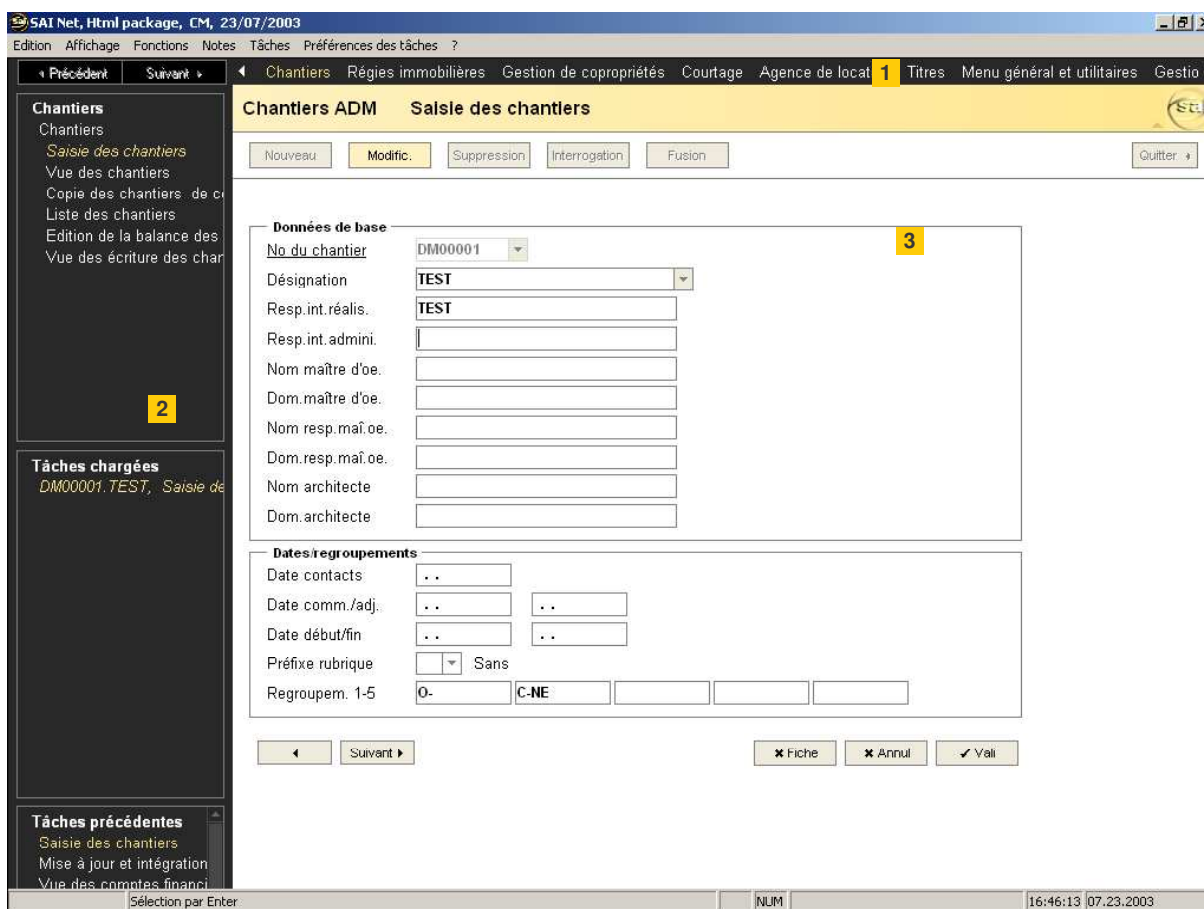 SAI Net, Html package, CM, 23/07/2003
Edition Affichage Fonctions Notes Tâches Préférences des tâches ?
Précédent Suivant Chantiers Régies immobilières Gestion de copropriétés Courtage Agence de locat 1 Titres Menu général et utilitaires Gestio
Chantiers
Chantiers
Saisie des chantiers
Vue des chantiers
Copie des chantiers de c
Liste des chantiers
Edition de la balance des
Vue des écriture des char
2
Tâches chargées
DM00001.TEST, Saisie de
Tâches précédentes
Saisie des chantiers
Mise à jour et intégration
Vue des comptes financi
Chantiers ADM Saisie des chantiers
Nouveau Modific. Suppression Interrogation Fusion Quitter
Données de base
3
No du chantier DM00001
Désignation TEST
Resp.int.réalis. TEST
Resp.int.admini.
Nom maître d'oe.
Dom.maître d'oe.
Nom resp.maî.oe.
Dom.resp.maî.oe.
Nom architecte
Dom.architecte
Dates/regroupements
Date contacts . .
Date comm./adj. . . . .
Date début/fin . . . .
Préfixe rubrique Sans
Regroupem. 1-5 O- C-NE
Suivant Fiche Annul Vali
Sélection par Enter NUM 16:46:13 07.23.2003